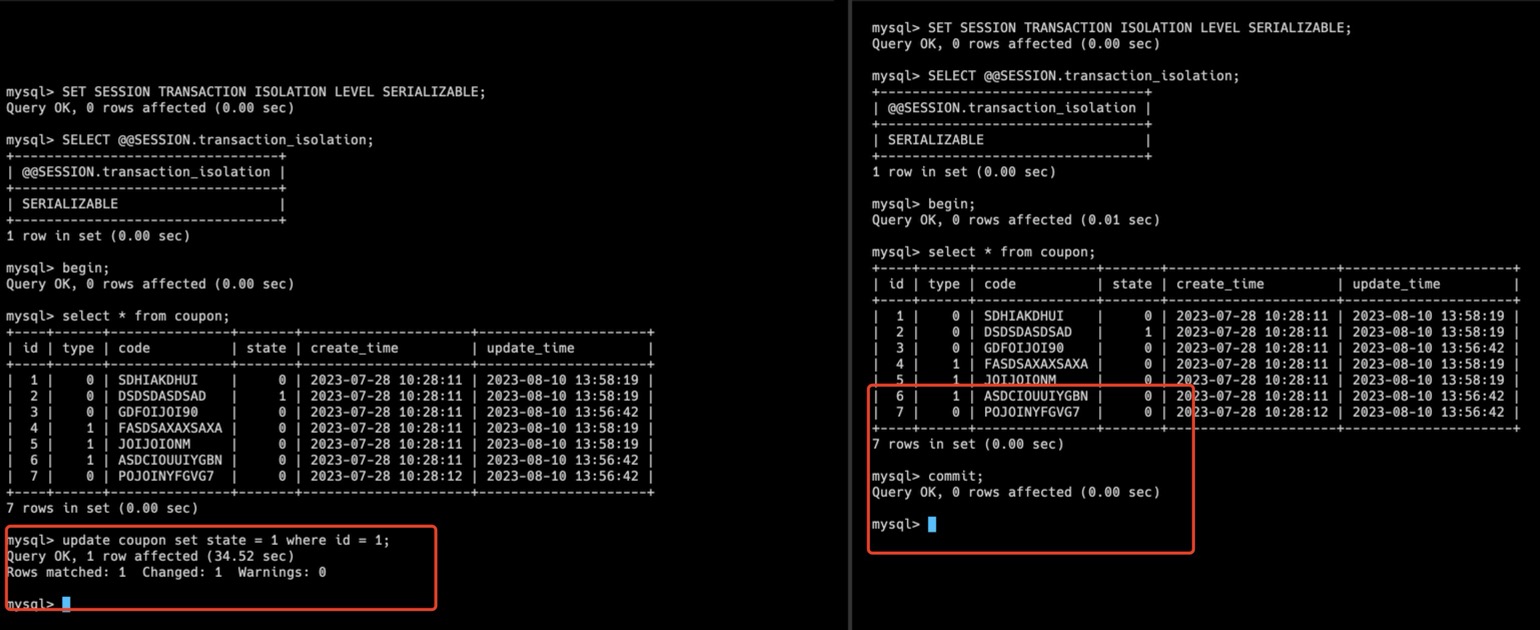 mysql> SET SESSION TRANSACTION ISOLATION LEVEL SERIALIZABLE;
Query OK, 0 rows affected (0.00 sec)
mysql> SELECT @@SESSION.transaction_isolation;
+---------------------------------+
| @@SESSION.transaction_isolation |
+---------------------------------+
| SERIALIZABLE                    |
+---------------------------------+
1 row in set (0.00 sec)
mysql> begin;
Query OK, 0 rows affected (0.00 sec)
mysql> select * from coupon;
+----+------+--------------+-------+---------------------+---------------------+
| id | type | code         | state | create_time         | update_time         |
+----+------+--------------+-------+---------------------+---------------------+
|  1 |    0 | SDHIAKDHUI   |     0 | 2023-07-28 10:28:11 | 2023-08-10 13:58:19 |
|  2 |    0 | DSDSDASDSAD  |     1 | 2023-07-28 10:28:11 | 2023-08-10 13:58:19 |
|  3 |    0 | GDFOIJOI90   |     0 | 2023-07-28 10:28:11 | 2023-08-10 13:56:42 |
|  4 |    1 | FASDSAXAXSAXA |     0 | 2023-07-28 10:28:11 | 2023-08-10 13:58:19 |
|  5 |    1 | JOIJOIONM    |     0 | 2023-07-28 10:28:11 | 2023-08-10 13:58:19 |
|  6 |    1 | ASDCIOUUIYGBN |     0 | 2023-07-28 10:28:11 | 2023-08-10 13:56:42 |
|  7 |    0 | POJOINYFGVG7 |     0 | 2023-07-28 10:28:12 | 2023-08-10 13:56:42 |
+----+------+--------------+-------+---------------------+---------------------+
7 rows in set (0.00 sec)
mysql> update coupon set state = 1 where id = 1;
Query OK, 1 row affected (34.52 sec)
Rows matched: 1  Changed: 1  Warnings: 0
mysql>
mysql> SET SESSION TRANSACTION ISOLATION LEVEL SERIALIZABLE;
Query OK, 0 rows affected (0.00 sec)
mysql> SELECT @@SESSION.transaction_isolation;
+---------------------------------+
| @@SESSION.transaction_isolation |
+---------------------------------+
| SERIALIZABLE                    |
+---------------------------------+
1 row in set (0.00 sec)
mysql> begin;
Query OK, 0 rows affected (0.01 sec)
mysql> select * from coupon;
+----+------+--------------+-------+---------------------+---------------------+
| id | type | code         | state | create_time         | update_time         |
+----+------+--------------+-------+---------------------+---------------------+
|  1 |    0 | SDHIAKDHUI   |     0 | 2023-07-28 10:28:11 | 2023-08-10 13:58:19 |
|  2 |    0 | DSDSDASDSAD  |     1 | 2023-07-28 10:28:11 | 2023-08-10 13:58:19 |
|  3 |    0 | GDFOIJOI90   |     0 | 2023-07-28 10:28:11 | 2023-08-10 13:56:42 |
|  4 |    1 | FASDSAXAXSAXA |     0 | 2023-07-28 10:28:11 | 2023-08-10 13:58:19 |
|  5 |    1 | JOIJOIONM    |     0 | 2023-07-28 10:28:11 | 2023-08-10 13:58:19 |
|  6 |    1 | ASDCIOUUIYGBN |     0 | 2023-07-28 10:28:11 | 2023-08-10 13:56:42 |
|  7 |    0 | POJOINYFGVG7 |     0 | 2023-07-28 10:28:12 | 2023-08-10 13:56:42 |
+----+------+--------------+-------+---------------------+---------------------+
7 rows in set (0.00 sec)
mysql> commit;
Query OK, 0 rows affected (0.00 sec)
mysql>